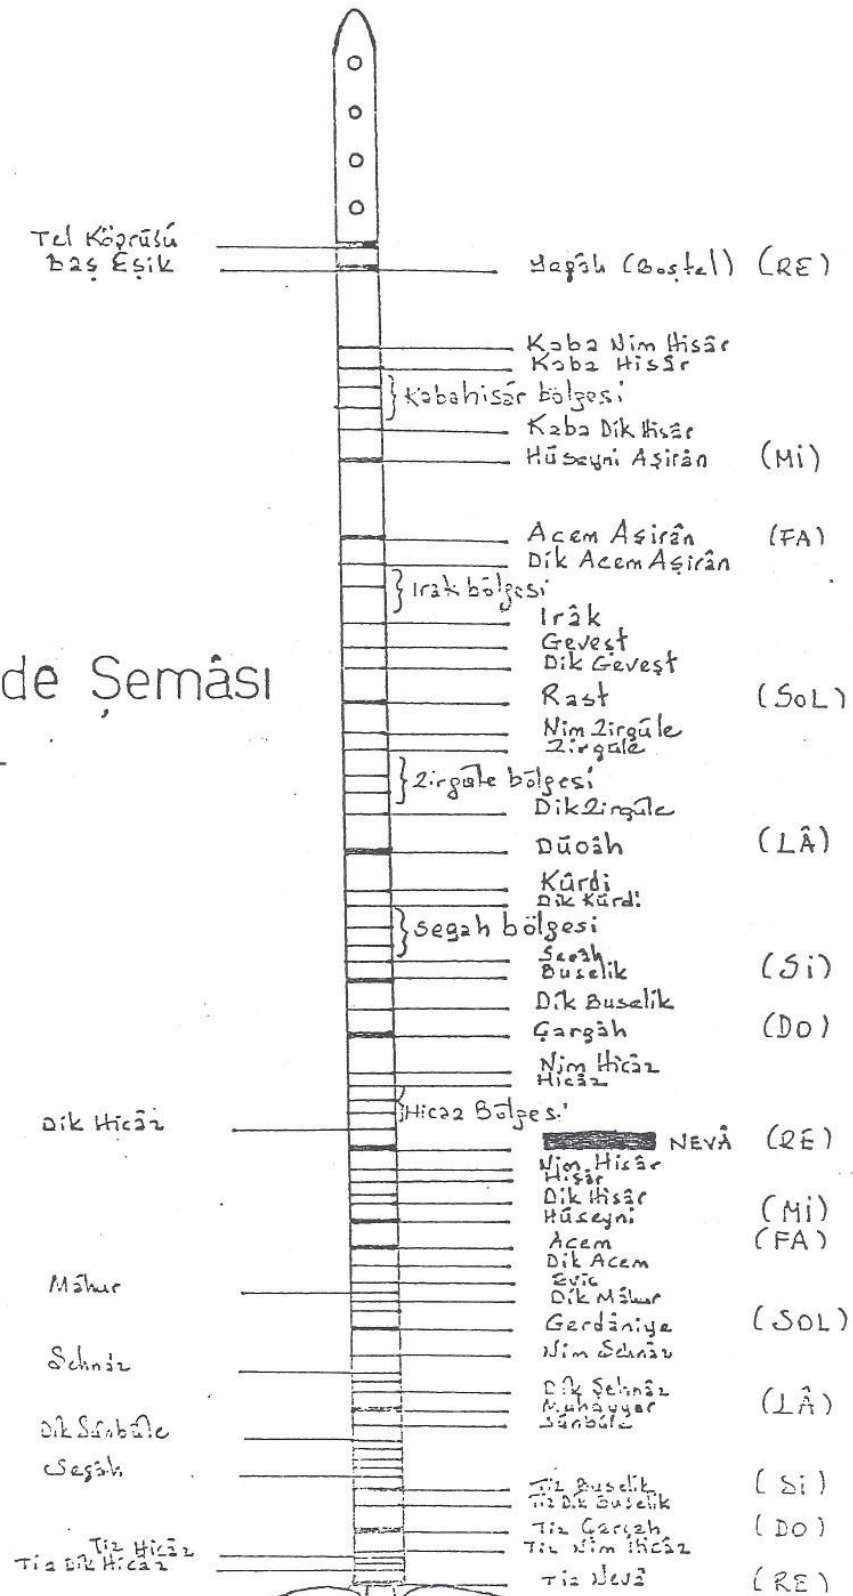 Tel Köprüsü
Baş Eşik
Yegâh (Boştel) (RE)
Kaba Nim Hisâr
Kaba Hisâr
Kabahisâr bölgesi
Kaba Dik Hisâr
Hüseyni Aşirân (Mi)
Acem Aşirân (FA)
Dik Acem Aşirân
Irak bölgesi
Irâk
Geveşt
Dik Geveşt
de Şemâsı
Rast (SoL)
Nim Zirgüle
Zirgüle
Zirgüle bölgesi
Dik Zirgüle
Dügâh (LÂ)
Kürdi
Dik Kürdi
Segah bölgesi
Segâh
Buselik (Si)
Dik Buselik
Çargâh (DO)
Nim Hicâz
Hicâz
Hicaz Bölgesi
Dik Hicâz
NEVÂ (RE)
Nim Hisâr
Hisâr
Dik Hisâr
Hüseyni (Mi)
Acem (FA)
Dik Acem
Eviç
Mâhur
Dik Mâhur
Gerdâniye (SOL)
Nim Şehnâz
Şehnâz
Dik Şehnâz
Muhayyer (LÂ)
Sünbüle
Dik Sünbüle
Segâh
Tiz Buselik (Si)
Tiz Dik Buselik
Tiz Çargah (DO)
Tiz Nim Hicâz
Tiz Hicâz
Tiz Dik Hicâz
Tiz Nevâ (RE)